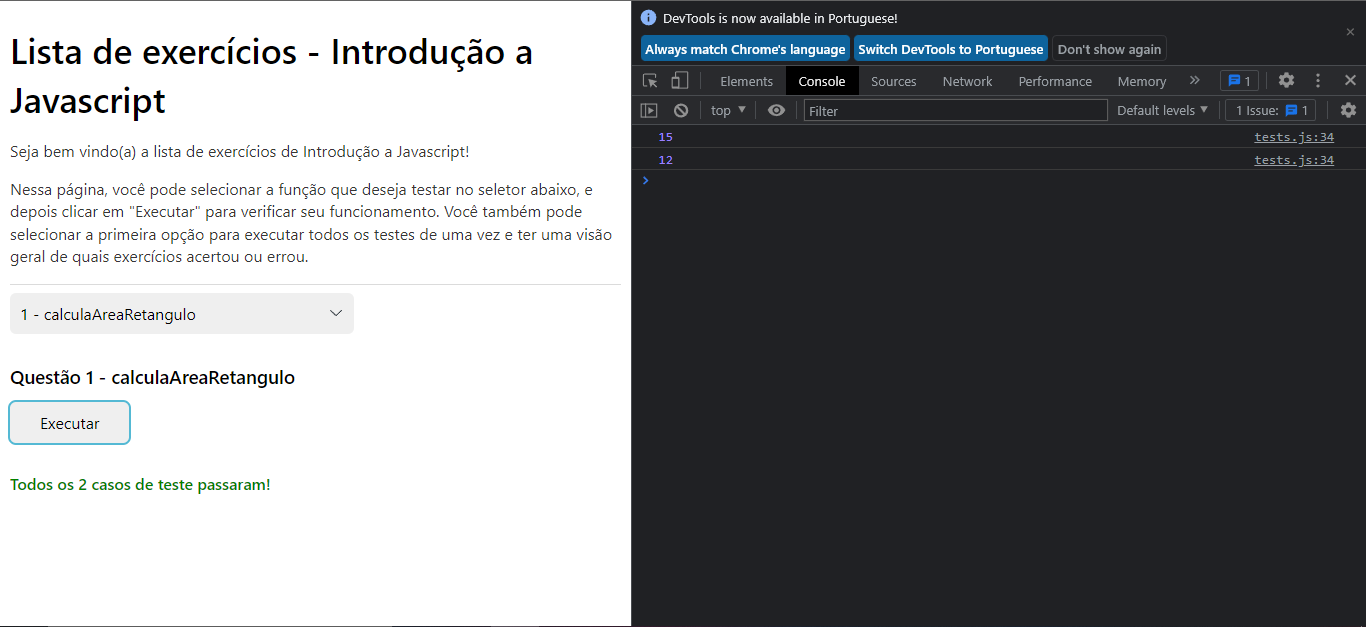 Lista de exercícios - Introdução a
Javascript
Seja bem vindo(a) a lista de exercícios de Introdução a Javascript!
Nessa página, você pode selecionar a função que deseja testar no seletor abaixo, e
depois clicar em "Executar" para verificar seu funcionamento. Você também pode
selecionar a primeira opção para executar todos os testes de uma vez e ter uma visão
geral de quais exercícios acertou ou errou.
1 - calculaAreaRetangulo
Questão 1 - calculaAreaRetangulo
Executar
Todos os 2 casos de teste passaram!
DevTools is now available in Portuguese!
Always match Chrome's language Switch DevTools to Portuguese Don't show again
Elements Console Sources Network Performance Memory 1
top Filter Default levels 1 Issue: 1
15 tests.js:34
12 tests.js:34